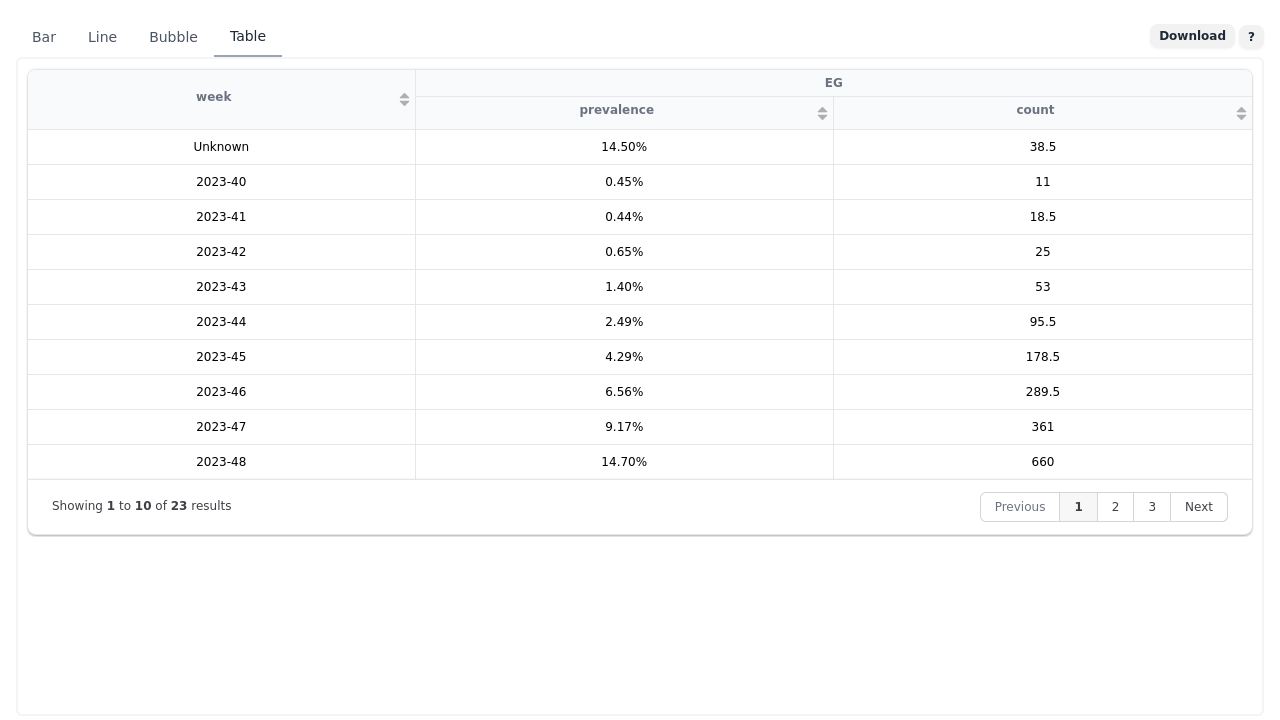 Bar Line Bubble Table Download ?
week EG
prevalence count
Unknown 14.50% 38.5
2023-40 0.45% 11
2023-41 0.44% 18.5
2023-42 0.65% 25
2023-43 1.40% 53
2023-44 2.49% 95.5
2023-45 4.29% 178.5
2023-46 6.56% 289.5
2023-47 9.17% 361
2023-48 14.70% 660
Showing 1 to 10 of 23 results Previous 1 2 3 Next